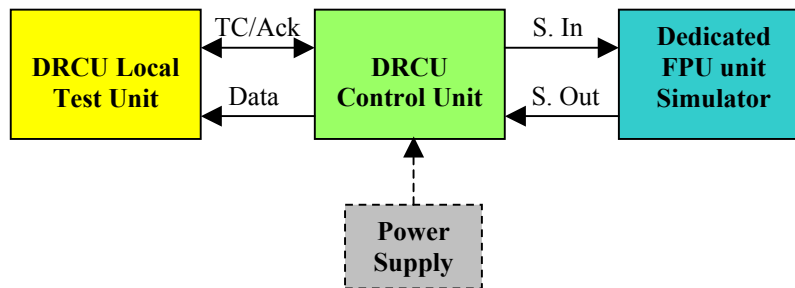 TC/Ack
S. In
DRCU Local
Test Unit
DRCU
Control Unit
Dedicated
FPU unit
Simulator
Data
S. Out
Power
Supply